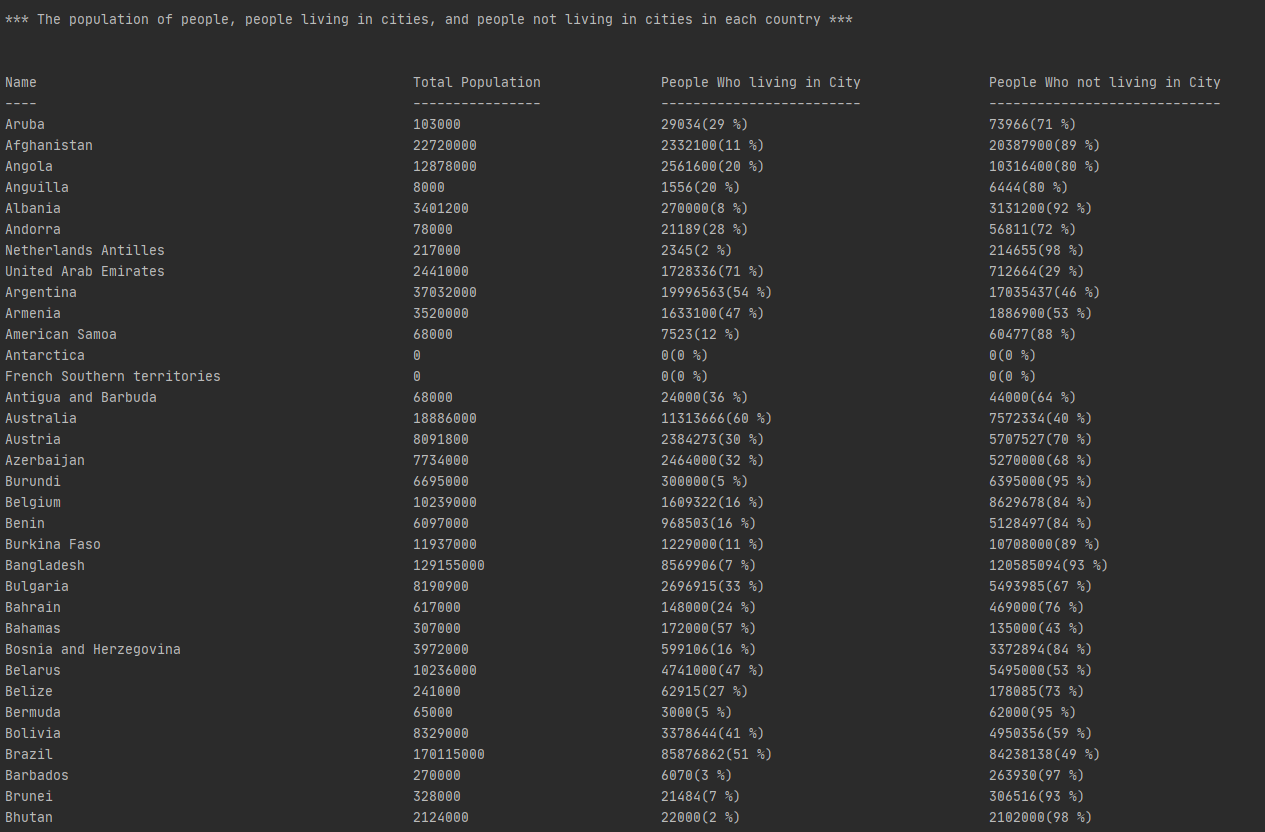 *** The population of people, people living in cities, and people not living in cities in each country ***
Name Total Population People Who living in City People Who not living in City
---- ---------------- ------------------------- -----------------------------
Aruba 103000 29034(29 %) 73966(71 %)
Afghanistan 22720000 2332100(11 %) 20387900(89 %)
Angola 12878000 2561600(20 %) 10316400(80 %)
Anguilla 8000 1556(20 %) 6444(80 %)
Albania 3401200 270000(8 %) 3131200(92 %)
Andorra 78000 21189(28 %) 56811(72 %)
Netherlands Antilles 217000 2345(2 %) 214655(98 %)
United Arab Emirates 2441000 1728336(71 %) 712664(29 %)
Argentina 37032000 19996563(54 %) 17035437(46 %)
Armenia 3520000 1633100(47 %) 1886900(53 %)
American Samoa 68000 7523(12 %) 60477(88 %)
Antarctica 0 0(0 %) 0(0 %)
French Southern territories 0 0(0 %) 0(0 %)
Antigua and Barbuda 68000 24000(36 %) 44000(64 %)
Australia 18886000 11313666(60 %) 7572334(40 %)
Austria 8091800 2384273(30 %) 5707527(70 %)
Azerbaijan 7734000 2464000(32 %) 5270000(68 %)
Burundi 6695000 300000(5 %) 6395000(95 %)
Belgium 10239000 1609322(16 %) 8629678(84 %)
Benin 6097000 968503(16 %) 5128497(84 %)
Burkina Faso 11937000 1229000(11 %) 10708000(89 %)
Bangladesh 129155000 8569906(7 %) 120585094(93 %)
Bulgaria 8190900 2696915(33 %) 5493985(67 %)
Bahrain 617000 148000(24 %) 469000(76 %)
Bahamas 307000 172000(57 %) 135000(43 %)
Bosnia and Herzegovina 3972000 599106(16 %) 3372894(84 %)
Belarus 10236000 4741000(47 %) 5495000(53 %)
Belize 241000 62915(27 %) 178085(73 %)
Bermuda 65000 3000(5 %) 62000(95 %)
Bolivia 8329000 3378644(41 %) 4950356(59 %)
Brazil 170115000 85876862(51 %) 84238138(49 %)
Barbados 270000 6070(3 %) 263930(97 %)
Brunei 328000 21484(7 %) 306516(93 %)
Bhutan 2124000 22000(2 %) 2102000(98 %)